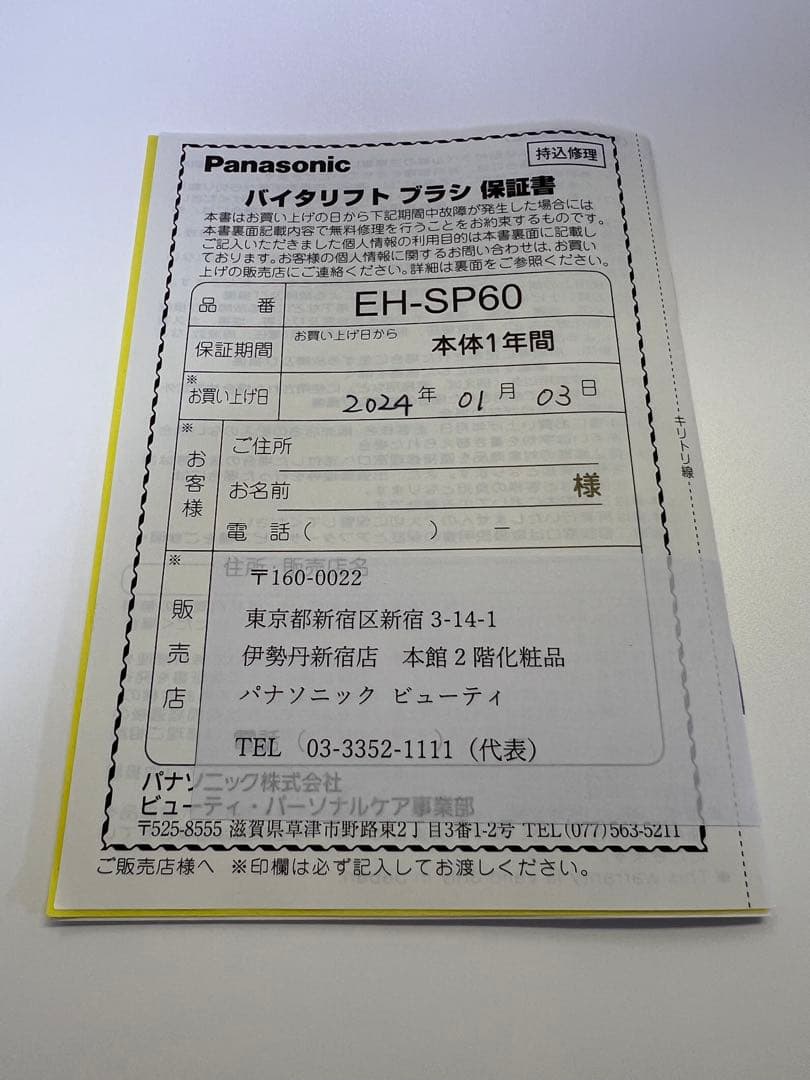 Panasonic
持込修理
バイタリフト ブラシ 保証書
本書はお買い上げの日から下記期間中故障が発生した場合には
本書裏面記載内容で無料修理を行うことをお約束するものです。
ご記入いただきました個人情報の利用目的は本書裏面に記載し
ております。お客様の個人情報に関するお問い合わせは、お買い
上げの販売店にご連絡ください。詳細は裏面をご参照ください。
品番 EH-SP60
保証期間 お買い上げ日から 本体1年間
※お買い上げ日 2024年 01月 03日
※お客様
ご住所
お名前 様
電話( )
※販売店
住所・販売店名
〒160-0022
東京都新宿区新宿 3-14-1
伊勢丹新宿店 本館2階化粧品
パナソニック ビューティ
電話(
TEL 03-3352-1111(代表)
パナソニック株式会社
ビューティ・パーソナルケア事業部
〒525-8555 滋賀県草津市野路東2丁目3番1-2号 TEL(077)563-5211
ご販売店様へ ※印欄は必ず記入してお渡しください。
キリトリ線